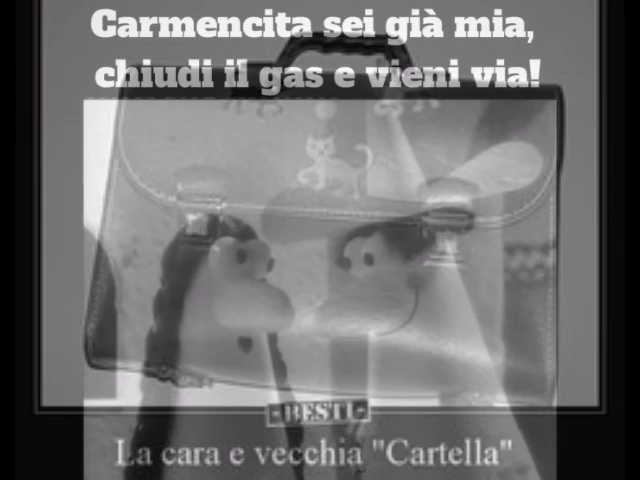 Carmencita sei già mia,
chiudi il gas e vieni via!
BESTI
La cara e vecchia "Cartella"